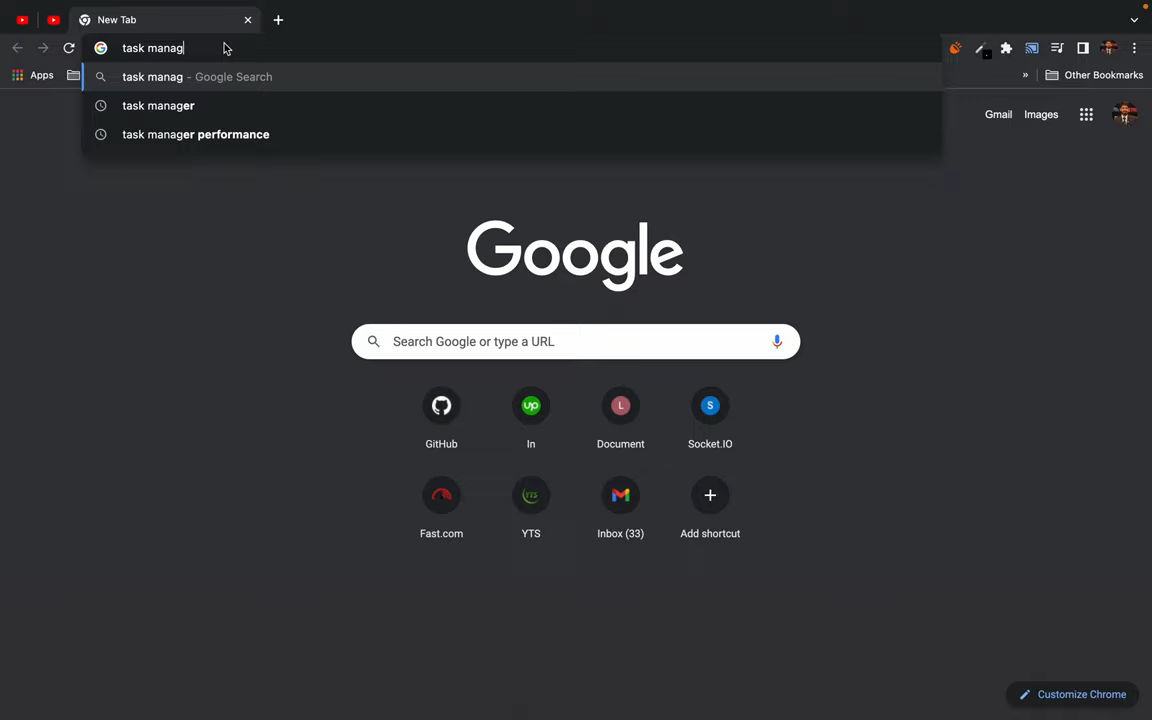 New Tab
task manag
task manag - Google Search
task manager
task manager performance
Apps
Other Bookmarks
Gmail
Images
Google
Search Google or type a URL
GitHub
In
Document
Socket.IO
Fast.com
YTS
Inbox (33)
Add shortcut
Customize Chrome